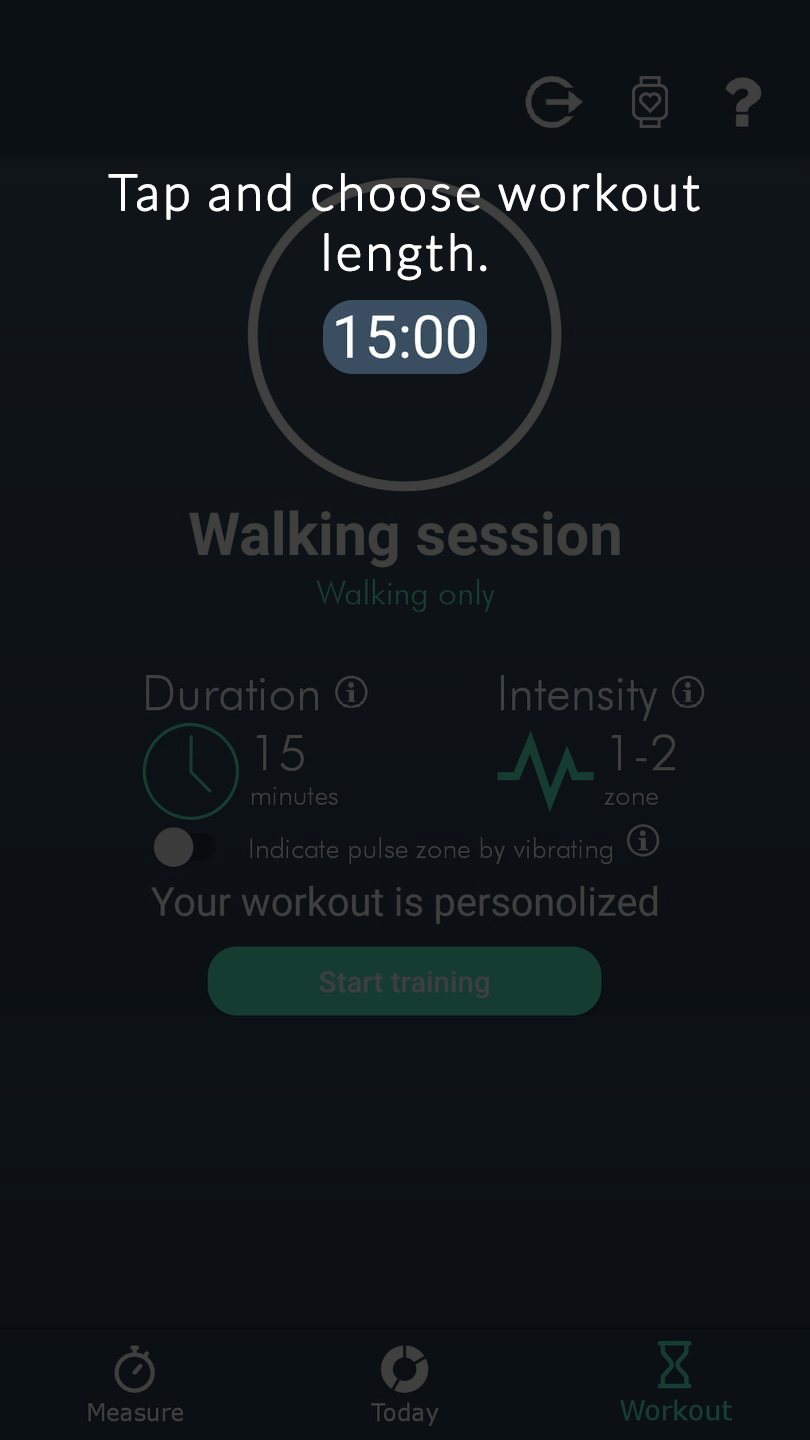 Tap and choose workout
length.
15:00
Walking session
Walking only
Duration
Intensity
15
minutes
1-2
zone
Indicate pulse zone by vibrating
Your workout is personolized
Start training
Measure
Today
Workout